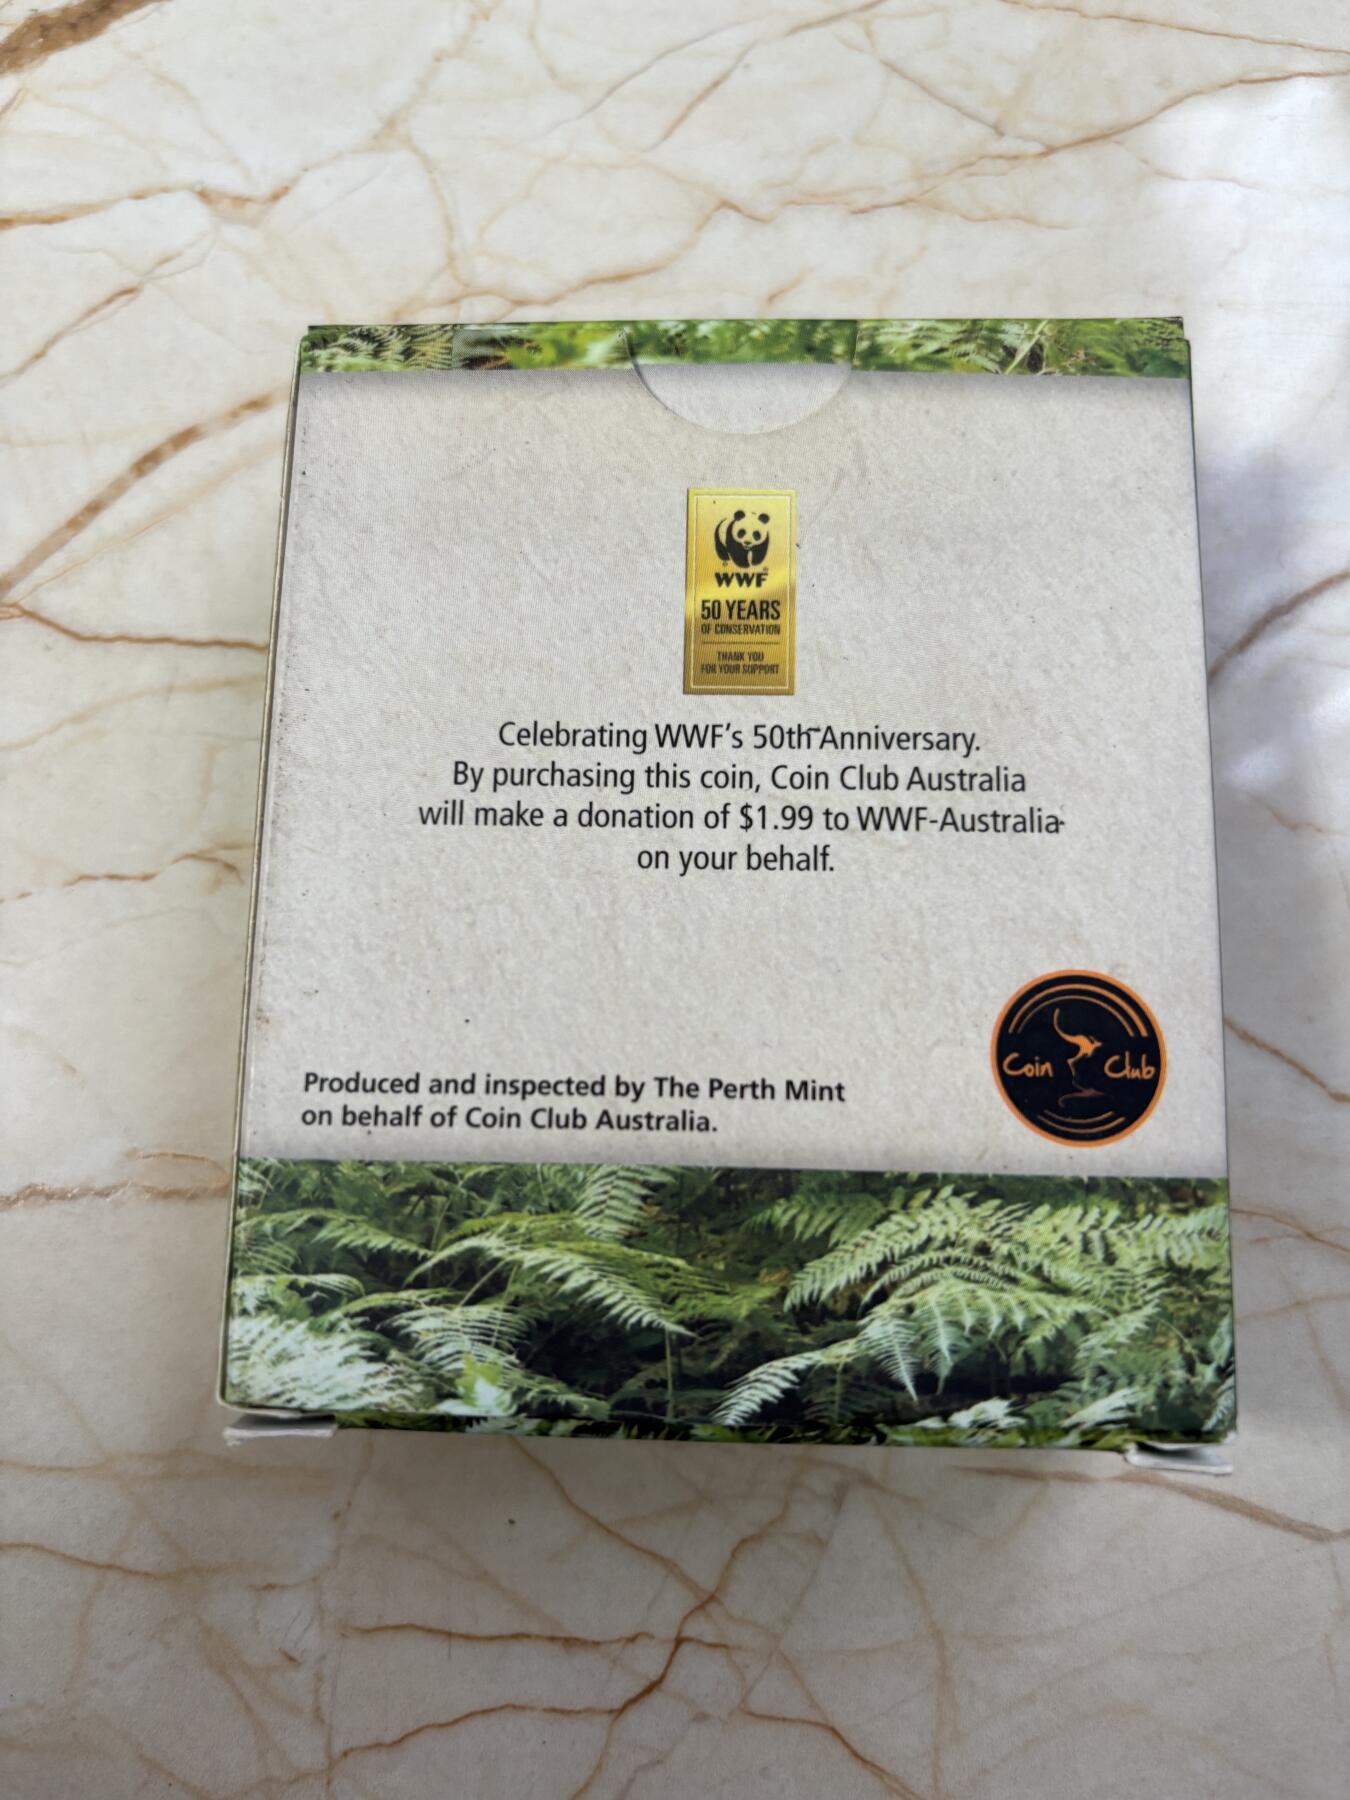 WWF
50 YEARS
OF CONSERVATION
THANK YOU
FOR YOUR SUPPORT
Celebrating WWF's 50th Anniversary.
By purchasing this coin, Coin Club Australia
will make a donation of $1.99 to WWF-Australia
on your behalf.
Coin Club
Produced and inspected by The Perth Mint
on behalf of Coin Club Australia.